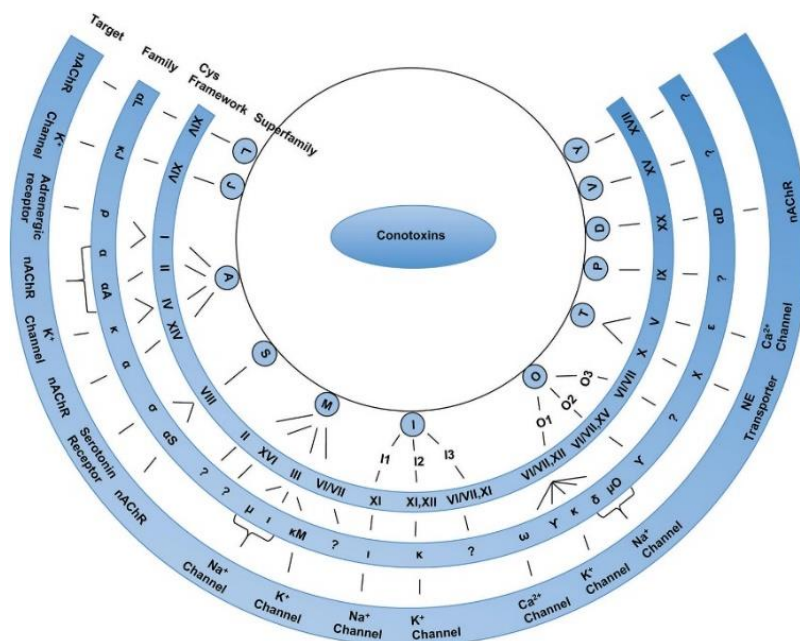 Target
Family
Cys
Framework
Superfamily
Conotoxins
L
J
A
S
M
I
O
T
P
D
V
Y
I1
I2
I3
O1
O2
O3
XIV
XIV
I
II
IV
XIV
VIII
II
XVI
III
VI/VII
XI
XI,XII
VI/VII,XI
VI/VII,XII
VI/VII,XV
VI/VII
X
V
IX
XX
XV
XVII
αL
κJ
ρ
α
αA
κ
α
σ
αS
?
?
μ
ι
κM
?
ι
κ
?
ω
ϒ
κ
δ
μO
ϒ
?
χ
ε
?
αD
?
?
nAChR
K⁺
Channel
Adrenergic
receptor
nAChR
K⁺
Channel
nAChR
Serotonin
Receptor
nAChR
Na⁺
Channel
K⁺
Channel
Na⁺
Channel
K⁺
Channel
Ca²⁺
Channel
K⁺
Channel
Na⁺
Channel
NE
Transporter
Ca²⁺
Channel
nAChR